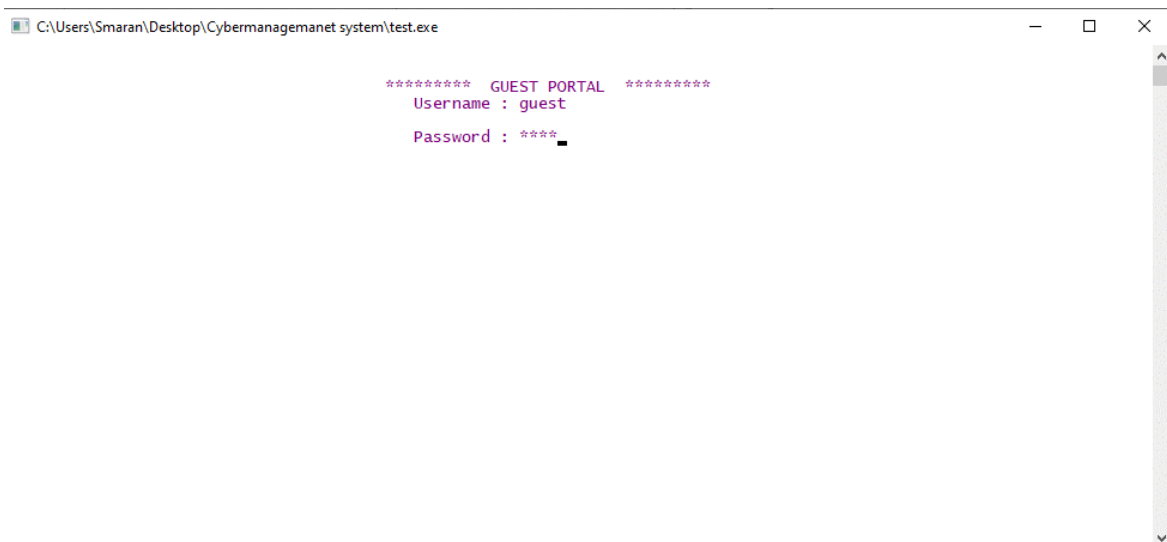 C:\Users\Smaran\Desktop\Cybermanagemanet system\test.exe
********* GUEST PORTAL *********
Username : guest
Password : ****